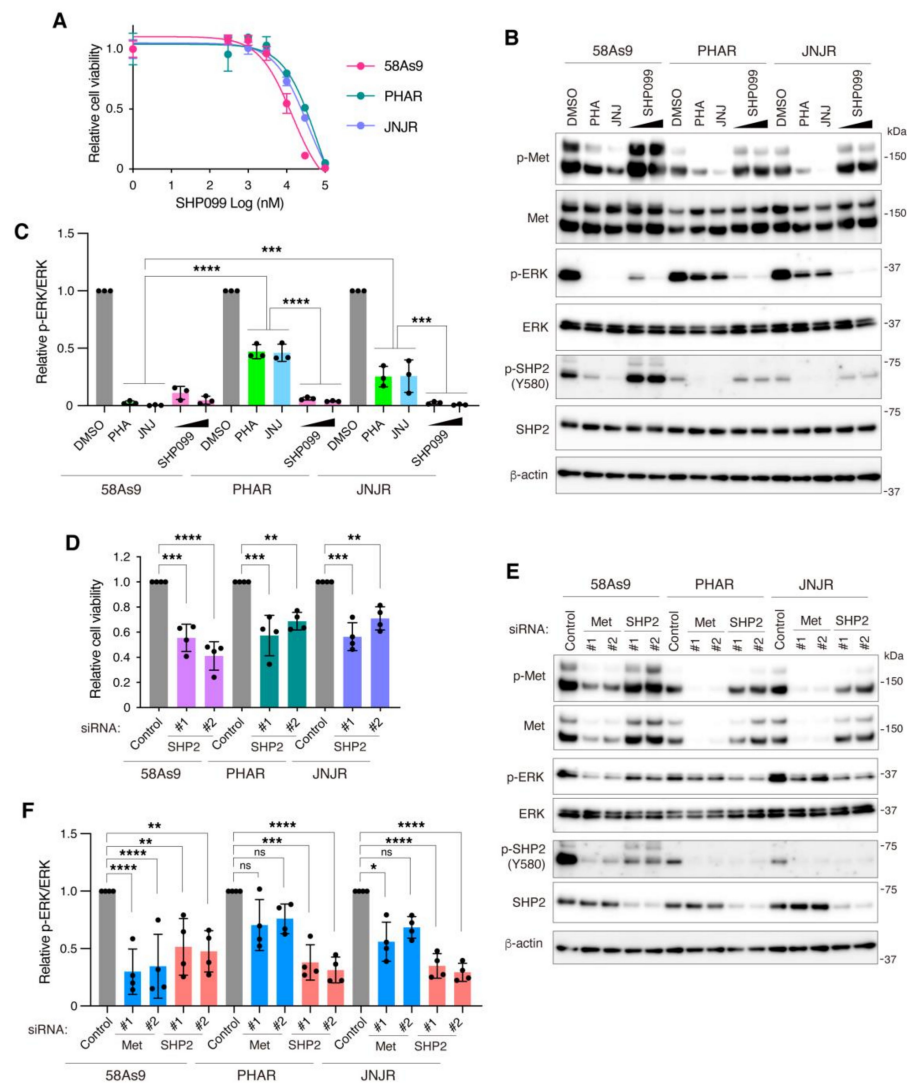 A
Relative cell viability
1.0
0.5
0
0
1
2
3
4
5
SHP099 Log (nM)
58As9
PHAR
JNJR
B
58As9
PHAR
JNJR
DMSO
PHA
JNJ
SHP099
DMSO
PHA
JNJ
SHP099
DMSO
PHA
JNJ
SHP099
kDa
p-Met
-150
Met
-150
p-ERK
-37
ERK
-37
p-SHP2
(Y580)
-75
SHP2
-75
β-actin
-37
C
Relative p-ERK/ERK
1.5
1.0
0.5
0
***
****
****
***
DMSO
PHA
JNJ
SHP099
DMSO
PHA
JNJ
SHP099
DMSO
PHA
JNJ
SHP099
58As9
PHAR
JNJR
D
Relative cell viability
1.2
1.0
0.8
0.6
0.4
0.2
0
****
***
**
***
**
***
siRNA:
Control
#1
#2
Control
#1
#2
Control
#1
#2
SHP2
SHP2
SHP2
58As9
PHAR
JNJR
E
58As9
PHAR
JNJR
siRNA:
Control
Met
SHP2
Control
Met
SHP2
Control
Met
SHP2
#1
#2
#1
#2
#1
#2
#1
#2
#1
#2
#1
#2
kDa
p-Met
-150
Met
-150
p-ERK
-37
ERK
-37
p-SHP2
(Y580)
-75
SHP2
-75
β-actin
-37
F
Relative p-ERK/ERK
1.5
1.0
0.5
0
**
**
****
****
****
***
ns
ns
****
****
ns
*
siRNA:
Control
#1
#2
#1
#2
Control
#1
#2
#1
#2
Control
#1
#2
#1
#2
Met
SHP2
Met
SHP2
Met
SHP2
58As9
PHAR
JNJR